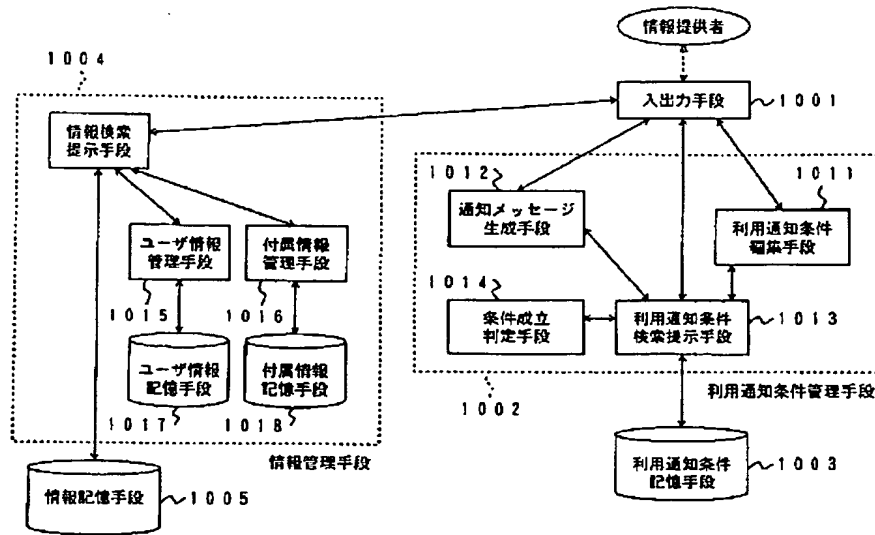 情報提供者
1004
入出力手段
1001
情報検索
提示手段
1012
1011
通知メッセージ
生成手段
利用通知条件
編集手段
ユーザ情報
管理手段
付属情報
管理手段
1014
1015
1016
条件成立
判定手段
利用通知条件
検索提示手段
1013
ユーザ情報
記憶手段
付属情報
記憶手段
1017
1018
1002
利用通知条件管理手段
情報管理手段
情報記憶手段
1005
利用通知条件
記憶手段
1003